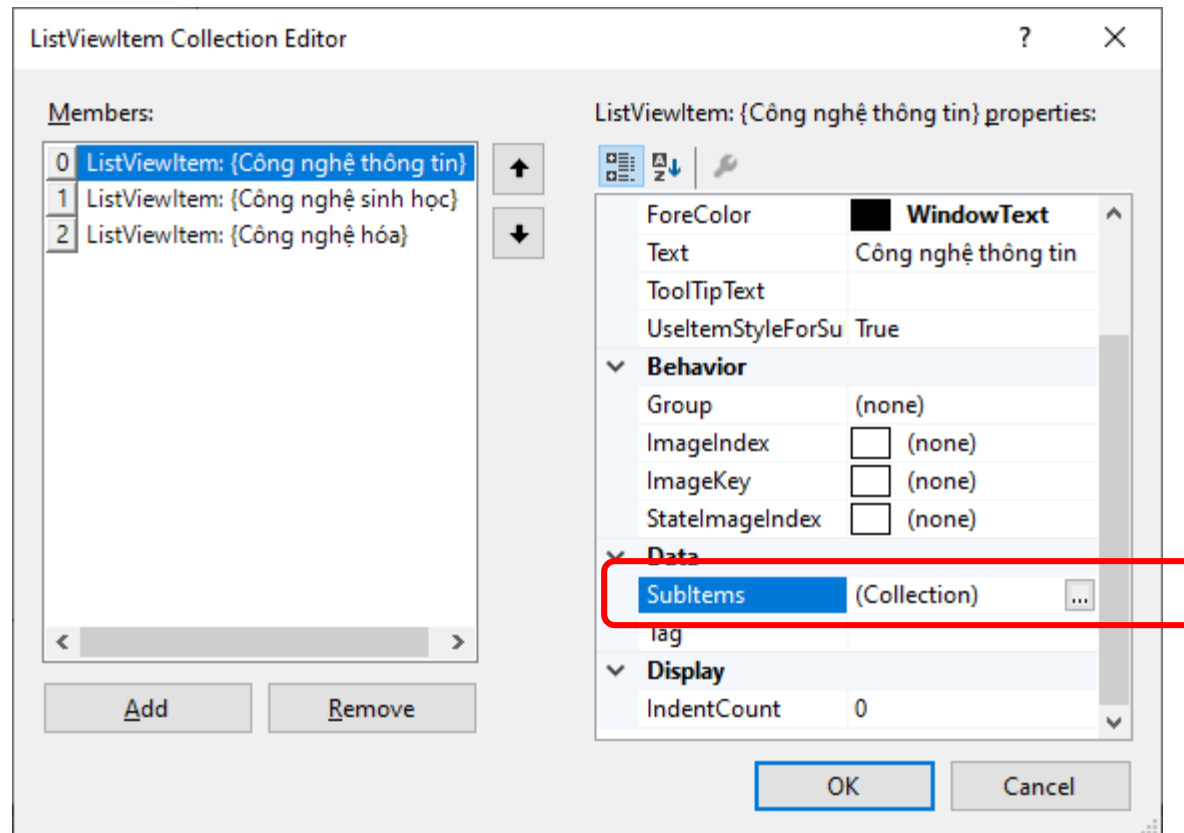 ListViewItem Collection Editor
?
Members:
0 ListViewItem: {Công nghệ thông tin}
1 ListViewItem: {Công nghệ sinh học}
2 ListViewItem: {Công nghệ hóa}
Add
Remove
ListViewItem: {Công nghệ thông tin} properties:
ForeColor WindowText
Text Công nghệ thông tin
ToolTipText
UseItemStyleForSu True
Behavior
Group (none)
ImageIndex (none)
ImageKey (none)
StateImageIndex (none)
Data
SubItems (Collection) ...
Tag
Display
IndentCount 0
OK
Cancel